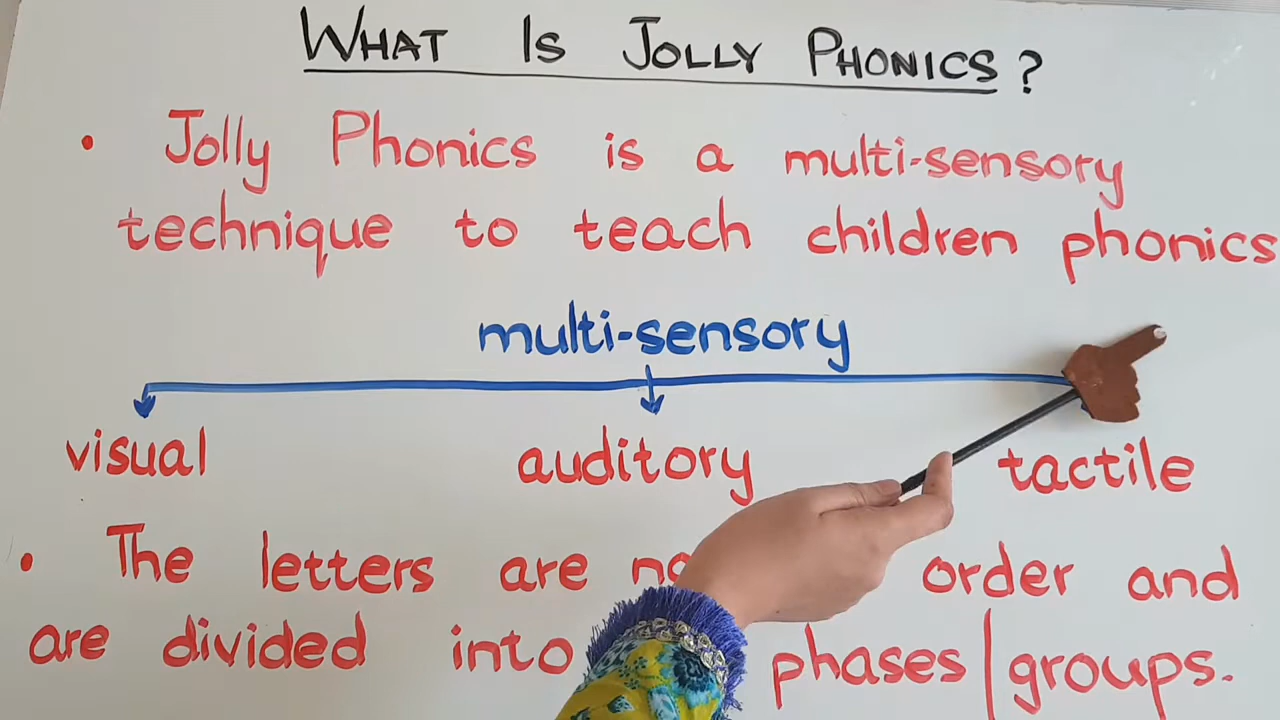 WHAT IS JOLLY PHONICS?
• Jolly Phonics is a multi-sensory
technique to teach children phonics
multi-sensory
visual auditory tactile
• The letters are order and
are divided into phases/groups.